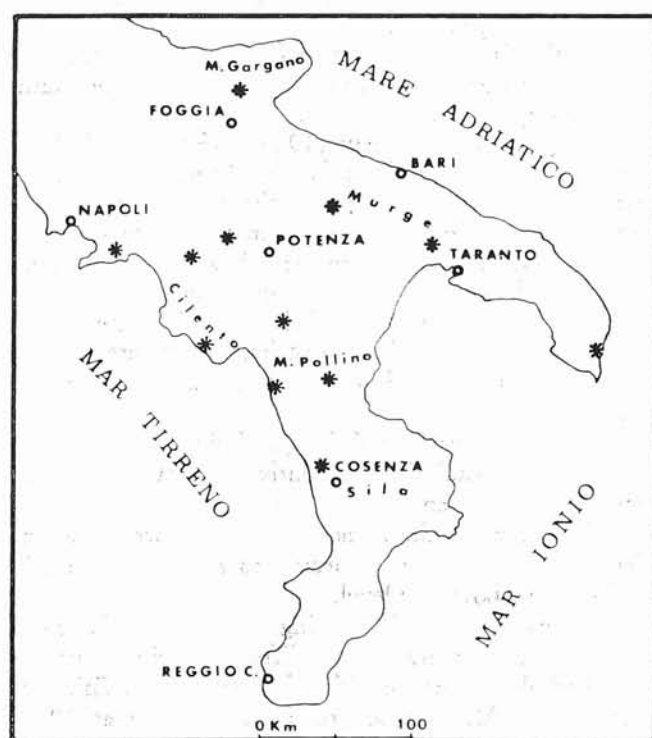 M. Gargano
MARE ADRIATICO
FOGGIA
BARI
NAPOLI
Murge
POTENZA
TARANTO
Cilento
M. Pollino
MAR TIRRENO
COSENZA
Sila
MAR IONIO
REGGIO C.
0 Km 100